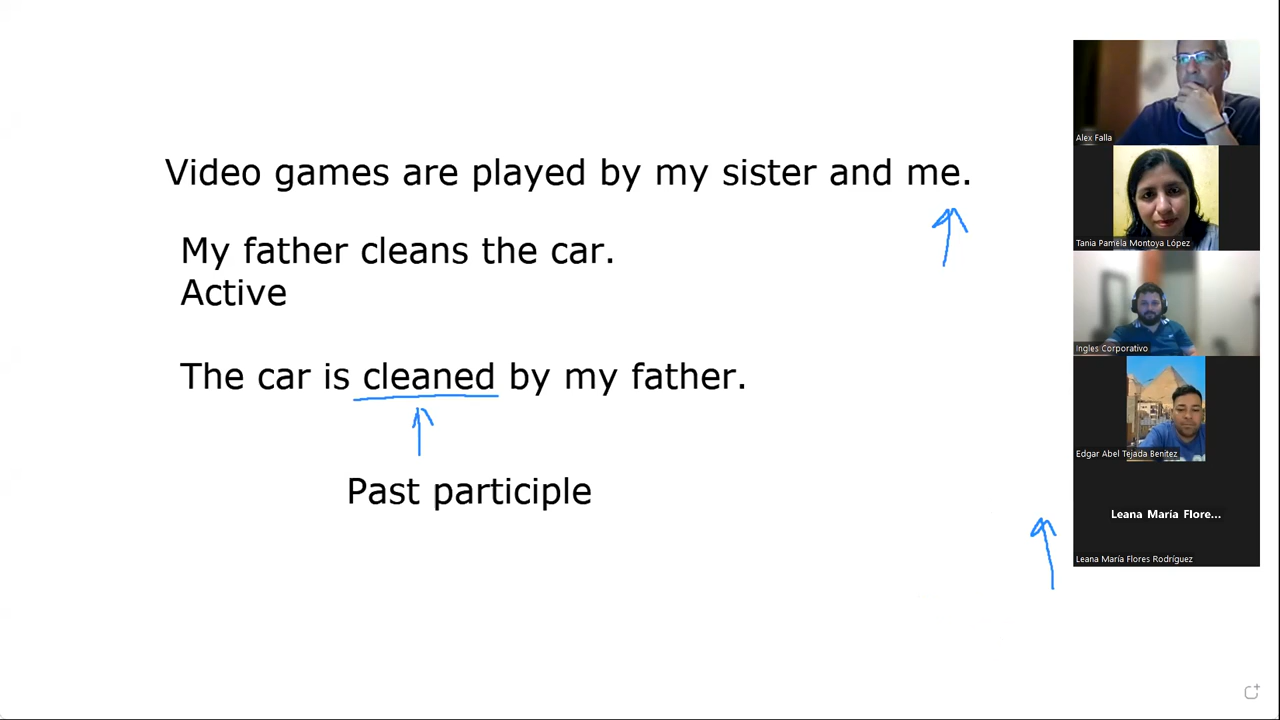 Video games are played by my sister and me.
My father cleans the car.
Active
The car is cleaned by my father.
Past participle
Alex Falla
Tania Pamela Montoya López
Ingles Corporativo
Edgar Abel Tejada Benitez
Leana María Flore...
Leana María Flores Rodríguez